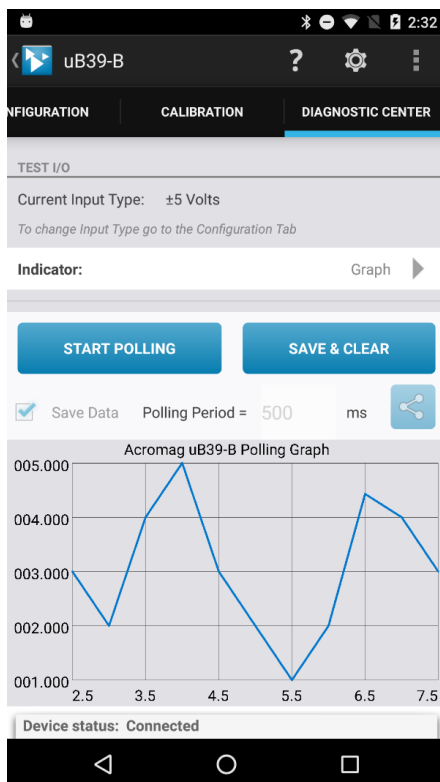 2:32
uB39-B ?
NFIGURATION CALIBRATION DIAGNOSTIC CENTER
TEST I/O
Current Input Type: ±5 Volts
To change Input Type go to the Configuration Tab
Indicator: Graph
START POLLING SAVE & CLEAR
Save Data Polling Period = 500 ms
Acromag uB39-B Polling Graph
005.000
004.000
003.000
002.000
001.000
2.5 3.5 4.5 5.5 6.5 7.5
Device status: Connected